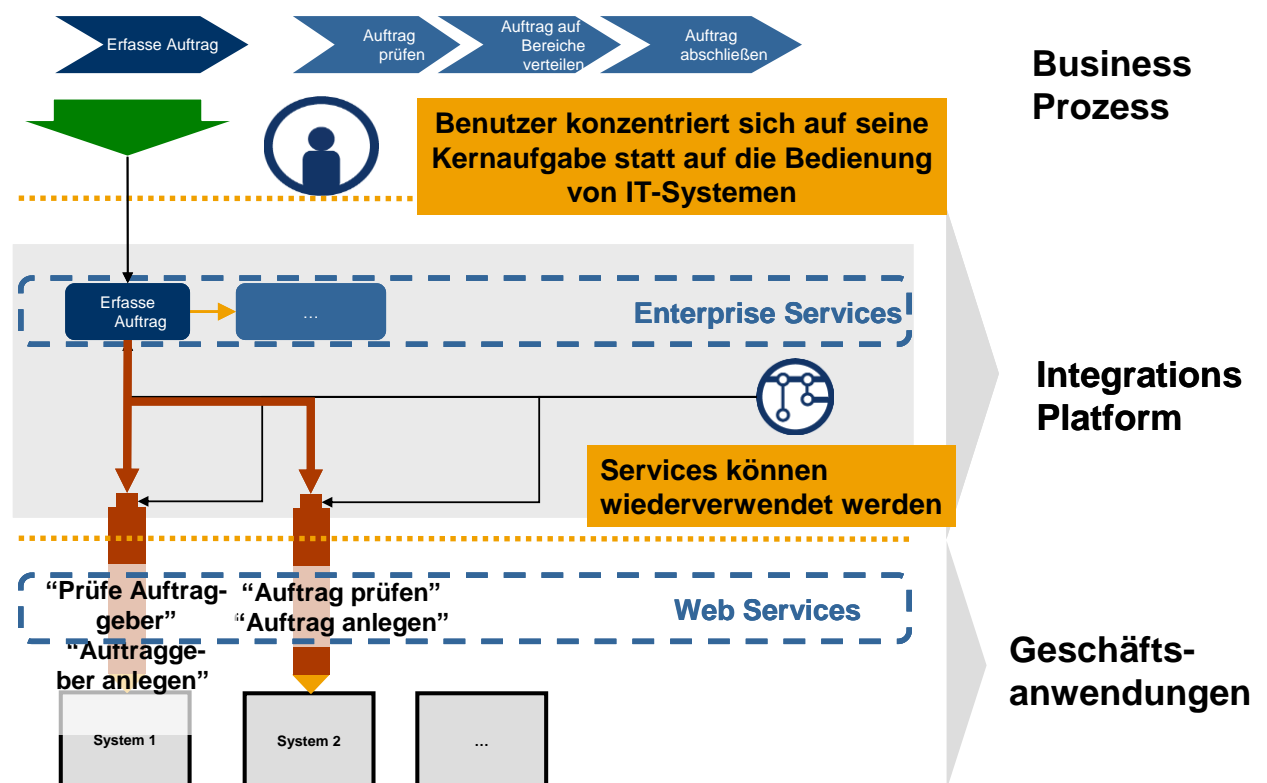 Erfasse Auftrag
Auftrag
prüfen
Auftrag auf
Bereiche
verteilen
Auftrag
abschließen
Business
Prozess
Benutzer konzentriert sich auf seine
Kernaufgabe statt auf die Bedienung
von IT-Systemen
Erfasse
Auftrag
…
Enterprise Services
Integrations
Platform
Services können
wiederverwendet werden
“Prüfe Auftrag-
geber”
“Auftragge-
ber anlegen”
“Auftrag prüfen”
“Auftrag anlegen”
Web Services
Geschäfts-
anwendungen
System 1
System 2
…